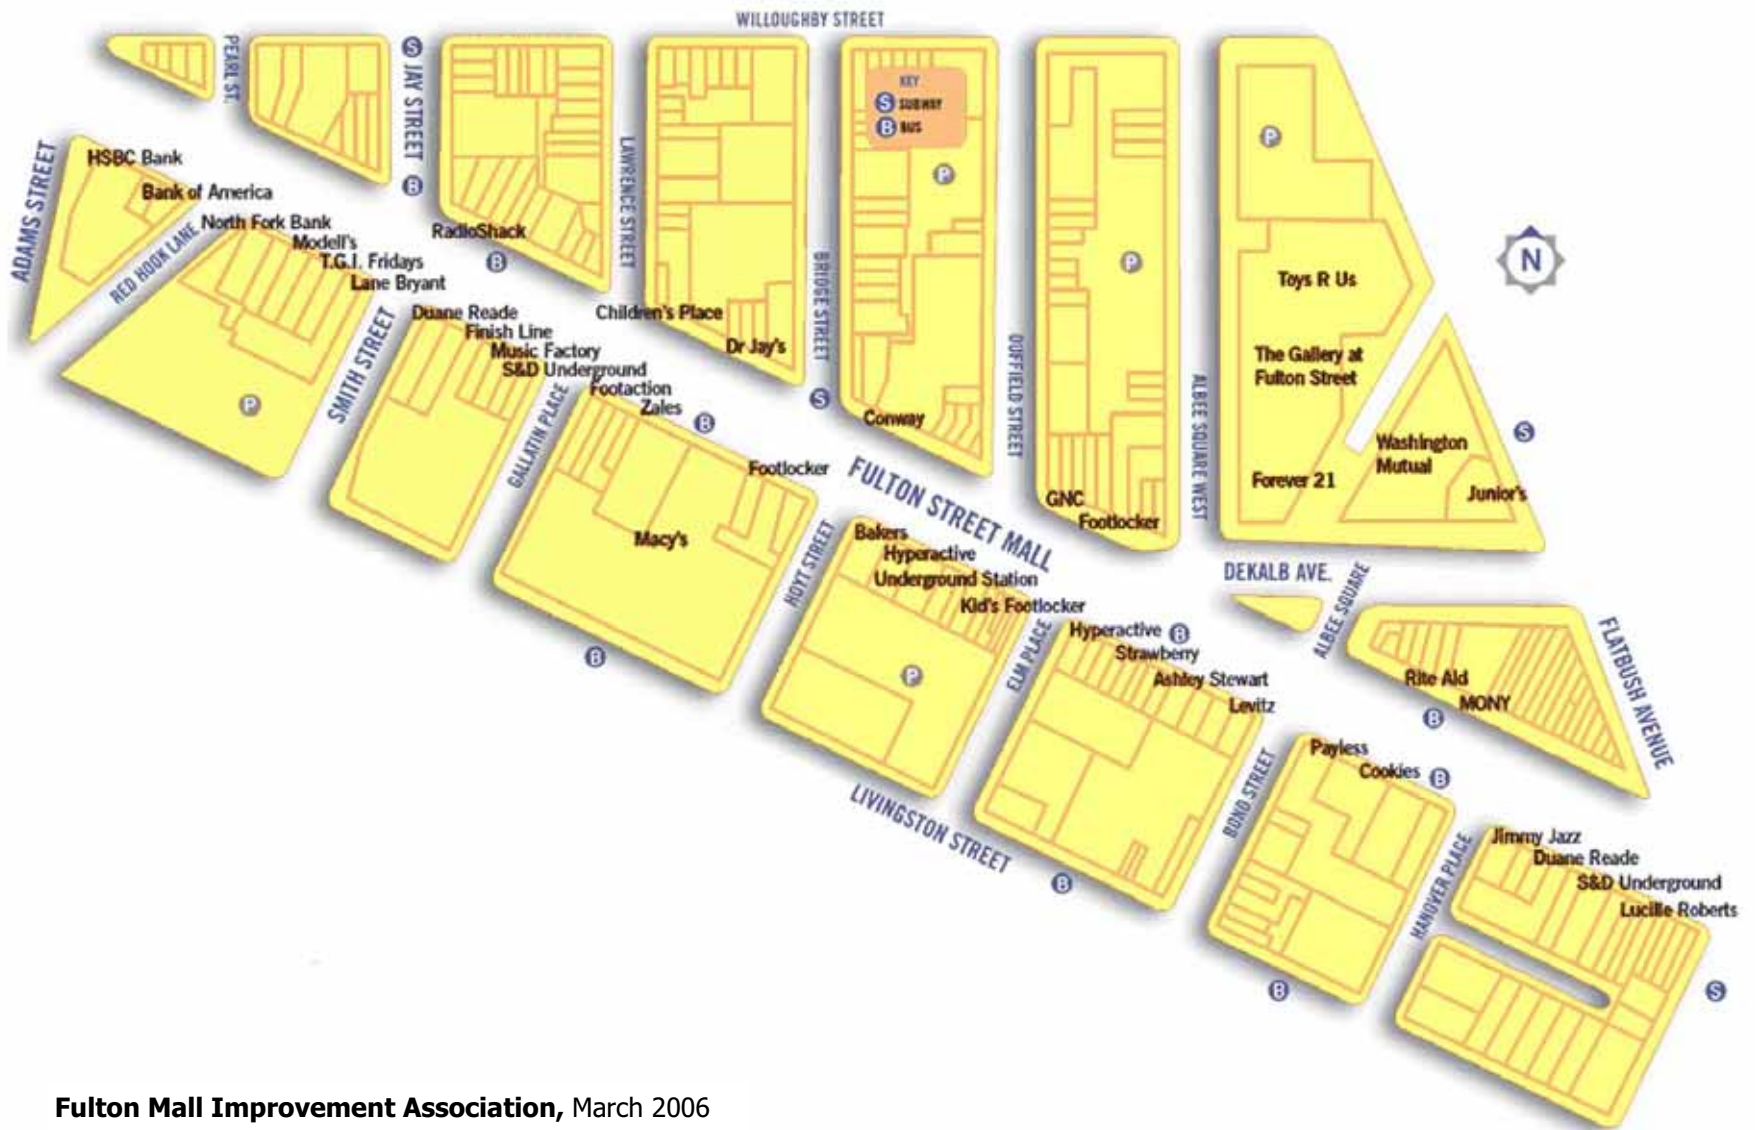 WILLOUGHBY STREET
PEARL ST.
S
JAY STREET
B
KEY
S SUBWAY
B BUS
P
P
ADAMS STREET
HSBC Bank
Bank of America
North Fork Bank
Modell's
T.G.I. Fridays
Lane Bryant
RED HOOK LANE
RadioShack
B
LAWRENCE STREET
BRIDGE STREET
P
N
Toys R Us
Duane Reade
Finish Line
Music Factory
S&D Underground
SMITH STREET
P
Children's Place
Dr Jay's
S
DUFFIELD STREET
The Gallery at
Fulton Street
ALBEE SQUARE WEST
GALLATIN PLACE
Footaction
Zales
B
Conway
Washington
Mutual
S
Footlocker
FULTON STREET MALL
GNC
Footlocker
Forever 21
Junior's
Macy's
HOYT STREET
Bakers
Hyperactive
Underground Station
Kid's Footlocker
DEKALB AVE.
ALBEE SQUARE
FLATBUSH AVENUE
B
P
ELM PLACE
Hyperactive
B
Strawberry
Ashley Stewart
Levitz
Rite Aid
MONY
B
LIVINGSTON STREET
B
BOND STREET
Payless
Cookies
B
HANOVER PLACE
Jimmy Jazz
Duane Reade
S&D Underground
Lucille Roberts
B
S
Fulton Mall Improvement Association, March 2006